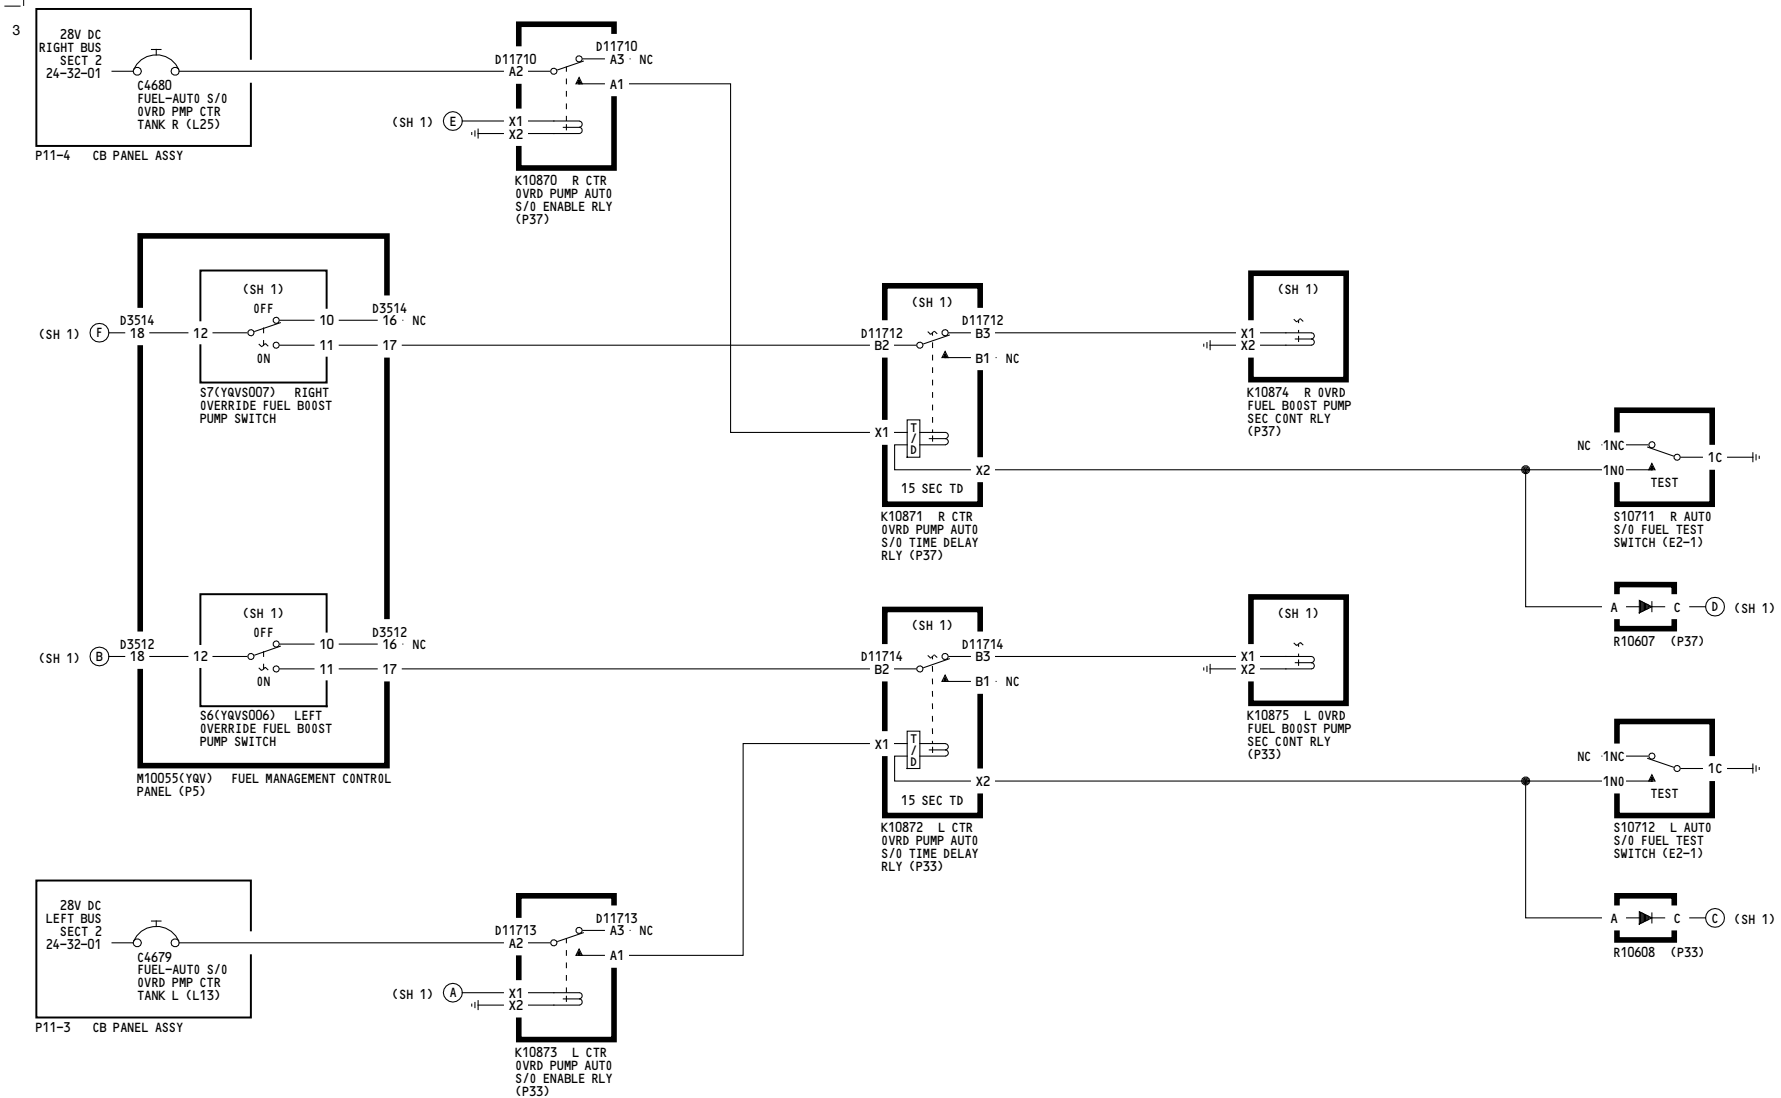 3
28V DC
RIGHT BUS
SECT 2
24-32-01
C4680
FUEL-AUTO S/O
OVRD PMP CTR
TANK R (L25)
P11-4 CB PANEL ASSY
D11710
A2
D11710
A3 NC
A1
(SH 1) E
X1
X2
K10870 R CTR
OVRD PUMP AUTO
S/O ENABLE RLY
(P37)
(SH 1)
OFF
ON
(SH 1) F
D3514
18
12
10
11
D3514
16 NC
17
S7(YQVS007) RIGHT
OVERRIDE FUEL BOOST
PUMP SWITCH
(SH 1)
D11712
B2
D11712
B3
B1 NC
X1
T/D
X2
15 SEC TD
K10871 R CTR
OVRD PUMP AUTO
S/O TIME DELAY
RLY (P37)
(SH 1)
X1
X2
K10874 R OVRD
FUEL BOOST PUMP
SEC CONT RLY
(P37)
NC 1NC
1NO
1C
TEST
S10711 R AUTO
S/O FUEL TEST
SWITCH (E2-1)
A C D (SH 1)
R10607 (P37)
(SH 1)
OFF
ON
(SH 1) B
D3512
18
12
10
11
D3512
16 NC
17
S6(YQVS006) LEFT
OVERRIDE FUEL BOOST
PUMP SWITCH
M10055(YQV) FUEL MANAGEMENT CONTROL
PANEL (P5)
(SH 1)
D11714
B2
D11714
B3
B1 NC
X1
T/D
X2
15 SEC TD
K10872 L CTR
OVRD PUMP AUTO
S/O TIME DELAY
RLY (P33)
(SH 1)
X1
X2
K10875 L OVRD
FUEL BOOST PUMP
SEC CONT RLY
(P33)
NC 1NC
1NO
1C
TEST
S10712 L AUTO
S/O FUEL TEST
SWITCH (E2-1)
A C C (SH 1)
R10608 (P33)
28V DC
LEFT BUS
SECT 2
24-32-01
C4679
FUEL-AUTO S/O
OVRD PMP CTR
TANK L (L13)
P11-3 CB PANEL ASSY
D11713
A2
D11713
A3 NC
A1
(SH 1) A
X1
X2
K10873 L CTR
OVRD PUMP AUTO
S/O ENABLE RLY
(P33)